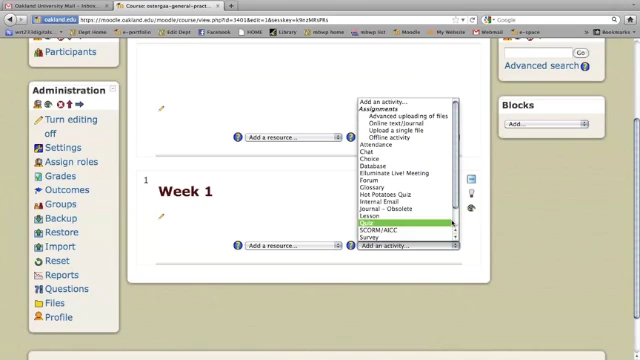 Oakland University Mail – I...
Course: ostergaa-general-pract...
oakland.edu https://moodle.oakland.edu/moodle/course/view.php?id=3401&edit=1&sesskey=k9nzMRsPRs
Google
Dept Home
e-portfolio
Edit Dept
Facebook
mbwp help
Moodle
My Website
Webmail
e-space
Bookmarks
Participants
Go
Advanced search
Administration
Turn editing
off
Settings
Assign roles
Grades
Outcomes
Groups
Backup
Restore
Import
Reset
Reports
Questions
Files
Profile
Add a resource...
1
Week 1
Add a resource...
Add an activity...
Add an activity...
Assignments
Advanced uploading of files
Online text/Journal
Upload a single file
Offline activity
Attendance
Chat
Choice
Database
Elluminate Live! Meeting
Forum
Glossary
Hot Potatoes Quiz
Internal Email
Journal – Obsolete
Lesson
Quiz
SCORM/AICC
Survey
Blocks
Add...